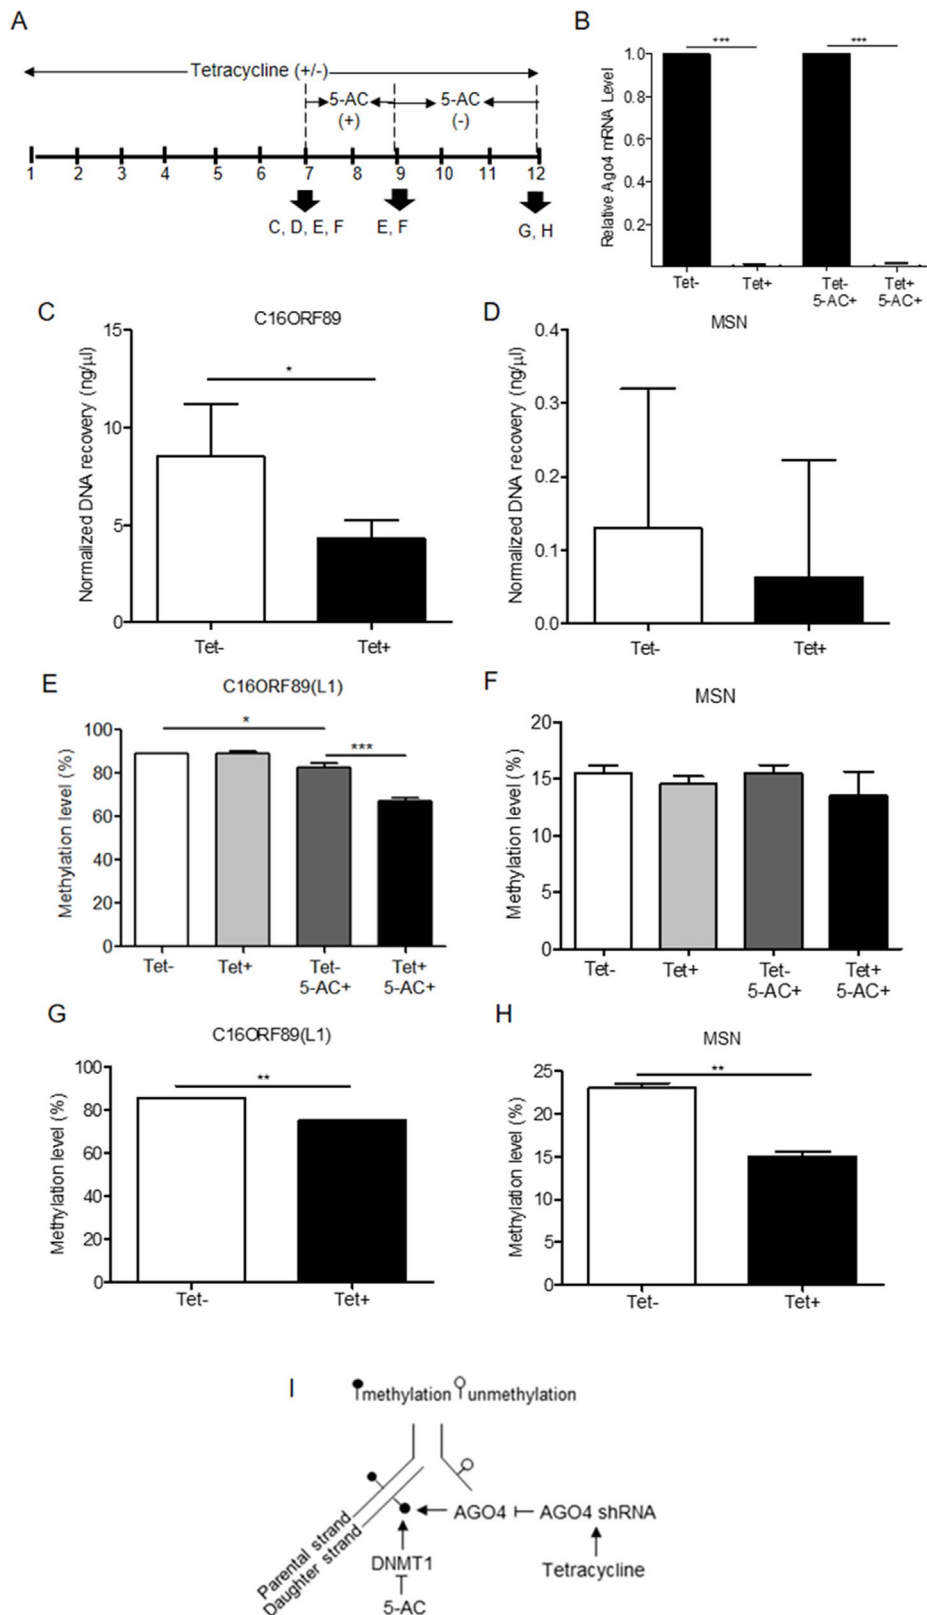 A
Tetracycline (+/-)
5-AC 5-AC
(+) (-)
1 2 3 4 5 6 7 8 9 10 11 12
C, D, E, F E, F G, H
B
*** ***
Relative Ago4 mRNA Level
1.0
0.8
0.6
0.4
0.2
Tet- Tet+ Tet- Tet+
5-AC+ 5-AC+
C
C16ORF89
Normalized DNA recovery (ng/µl)
15
10
5
0
*
Tet- Tet+
D
MSN
Normalized DNA recovery (ng/µl)
0.4
0.3
0.2
0.1
0.0
Tet- Tet+
E
C16ORF89(L1)
Methylation level (%)
100
80
60
40
20
0
* ***
Tet- Tet+ Tet- Tet+
5-AC+ 5-AC+
F
MSN
Methylation level (%)
20
15
10
5
0
Tet- Tet+ Tet- Tet+
5-AC+ 5-AC+
G
C16ORF89(L1)
Methylation level (%)
100
80
60
40
20
0
**
Tet- Tet+
H
MSN
Methylation level (%)
25
20
15
10
5
0
**
Tet- Tet+
I
methylation unmethylation
Parental strand
Daughter strand
AGO4 AGO4 shRNA
DNMT1 Tetracycline
5-AC